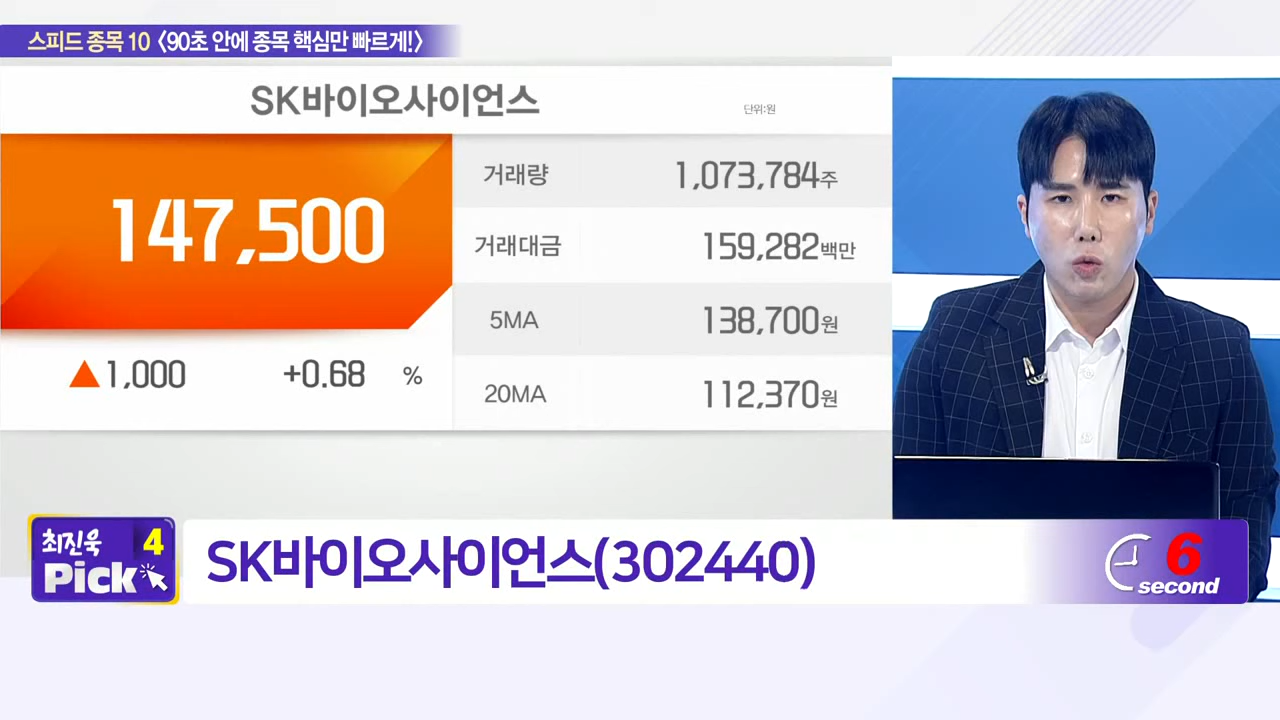 스피드 종목 10 <90초 안에 종목 핵심만 빠르게!>
SK바이오사이언스
단위:원
147,500
▲1,000 +0.68 %
거래량 1,073,784주
거래대금 159,282백만
5MA 138,700원
20MA 112,370원
최진욱 4
Pick
SK바이오사이언스(302440)
6
second